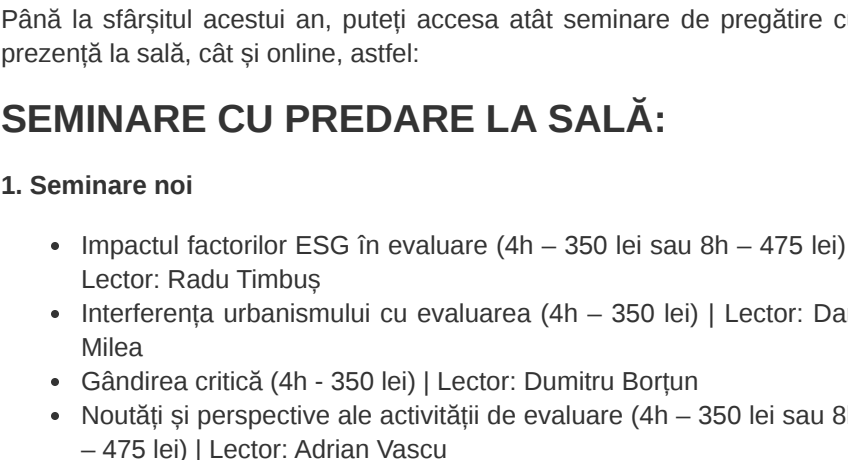 Până la sfârșitul acestui an, puteți accesa atât seminare de pregătire
prezență la sală, cât și online, astfel:
SEMINARE CU PREDARE LA SALĂ:
1. Seminare noi
• Impactul factorilor ESG în evaluare (4h – 350 lei sau 8h – 475 lei)
Lector: Radu Timbuș
• Interferența urbanismului cu evaluarea (4h – 350 lei) | Lector:
Milea
• Gândirea critică (4h - 350 lei) | Lector: Dumitru Borțun
• Noutăți și perspective ale activității de evaluare (4h – 350 lei sau
– 475 lei) | Lector: Adrian Vascu